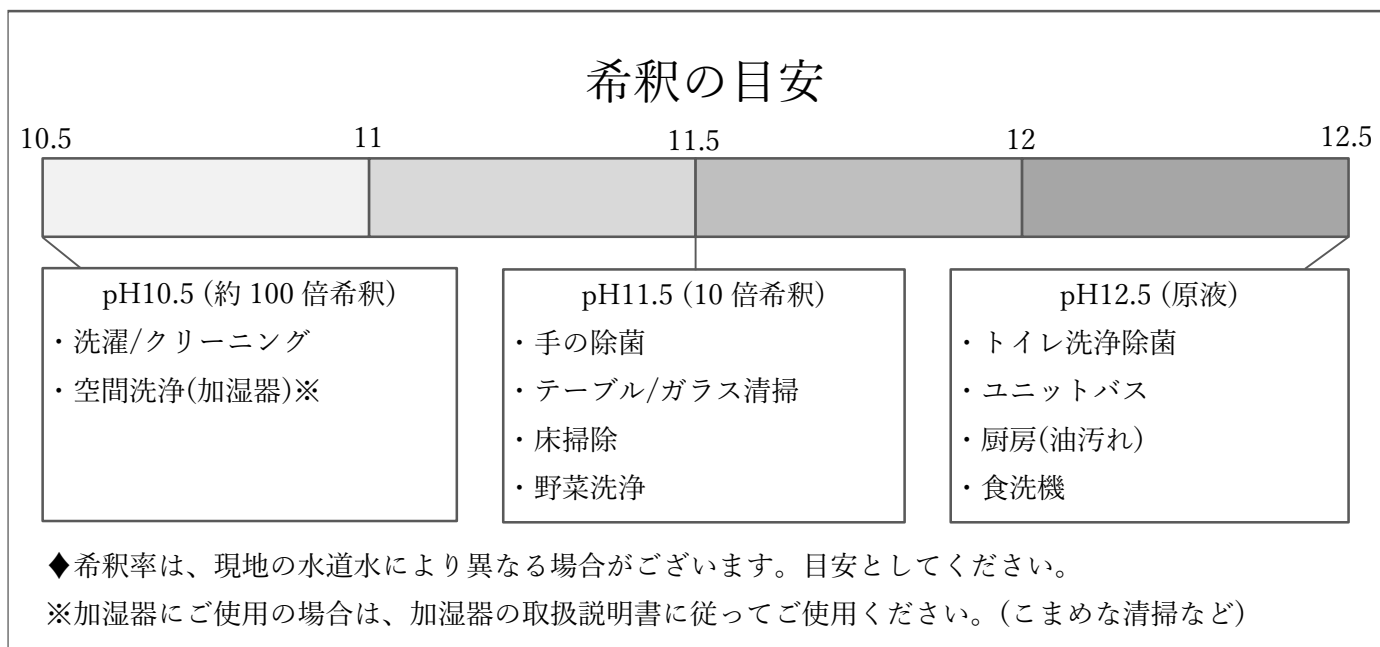 希釈の目安
10.5 11 11.5 12 12.5
pH10.5 (約 100 倍希釈)
・洗濯/クリーニング
・空間洗浄(加湿器)※
pH11.5 (10 倍希釈)
・手の除菌
・テーブル/ガラス清掃
・床掃除
・野菜洗浄
pH12.5 (原液)
・トイレ洗浄除菌
・ユニットバス
・厨房(油汚れ)
・食洗機
♦希釈率は、現地の水道水により異なる場合がございます。目安としてください。
※加湿器にご使用の場合は、加湿器の取扱説明書に従ってご使用ください。(こまめな清掃など)